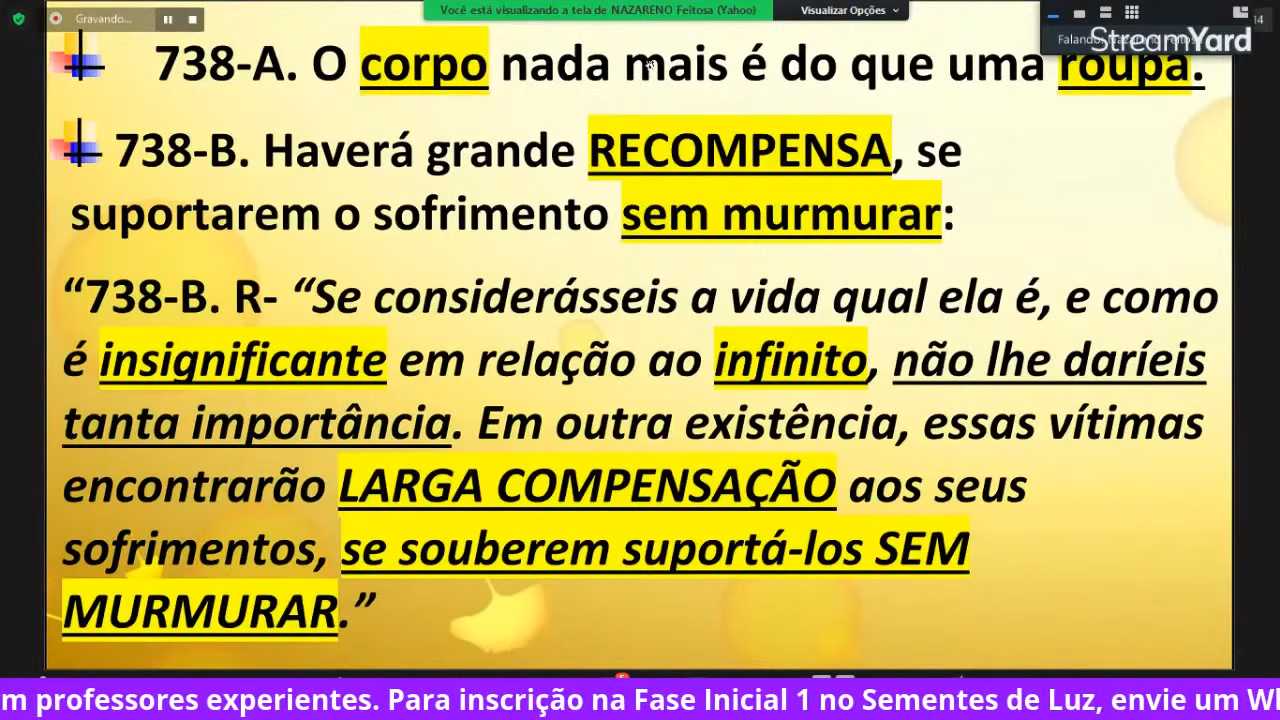 Gravando...
Você está visualizando a tela de NAZARENO Feitosa (Yahoo)
Visualizar Opções
14
StreamYard
738-A. O corpo nada mais é do que uma roupa.
738-B. Haverá grande RECOMPENSA, se
suportarem o sofrimento sem murmurar:
“738-B. R- “Se considerásseis a vida qual ela é, e como
é insignificante em relação ao infinito, não lhe daríeis
tanta importância. Em outra existência, essas vítimas
encontrarão LARGA COMPENSAÇÃO aos seus
sofrimentos, se souberem suportá-los SEM
MURMURAR.”
m professores experientes. Para inscrição na Fase Inicial 1 no Sementes de Luz, envie um W